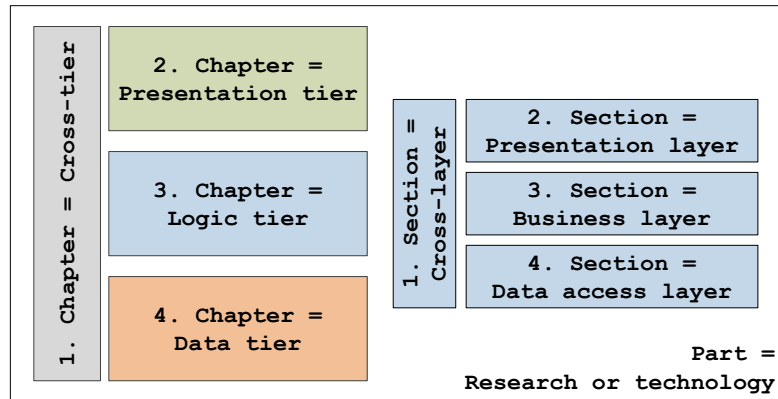 1. Chapter = Cross-tier
2. Chapter =
Presentation tier
3. Chapter =
Logic tier
4. Chapter =
Data tier
1. Section =
Cross-layer
2. Section =
Presentation layer
3. Section =
Business layer
4. Section =
Data access layer
Part =
Research or technology